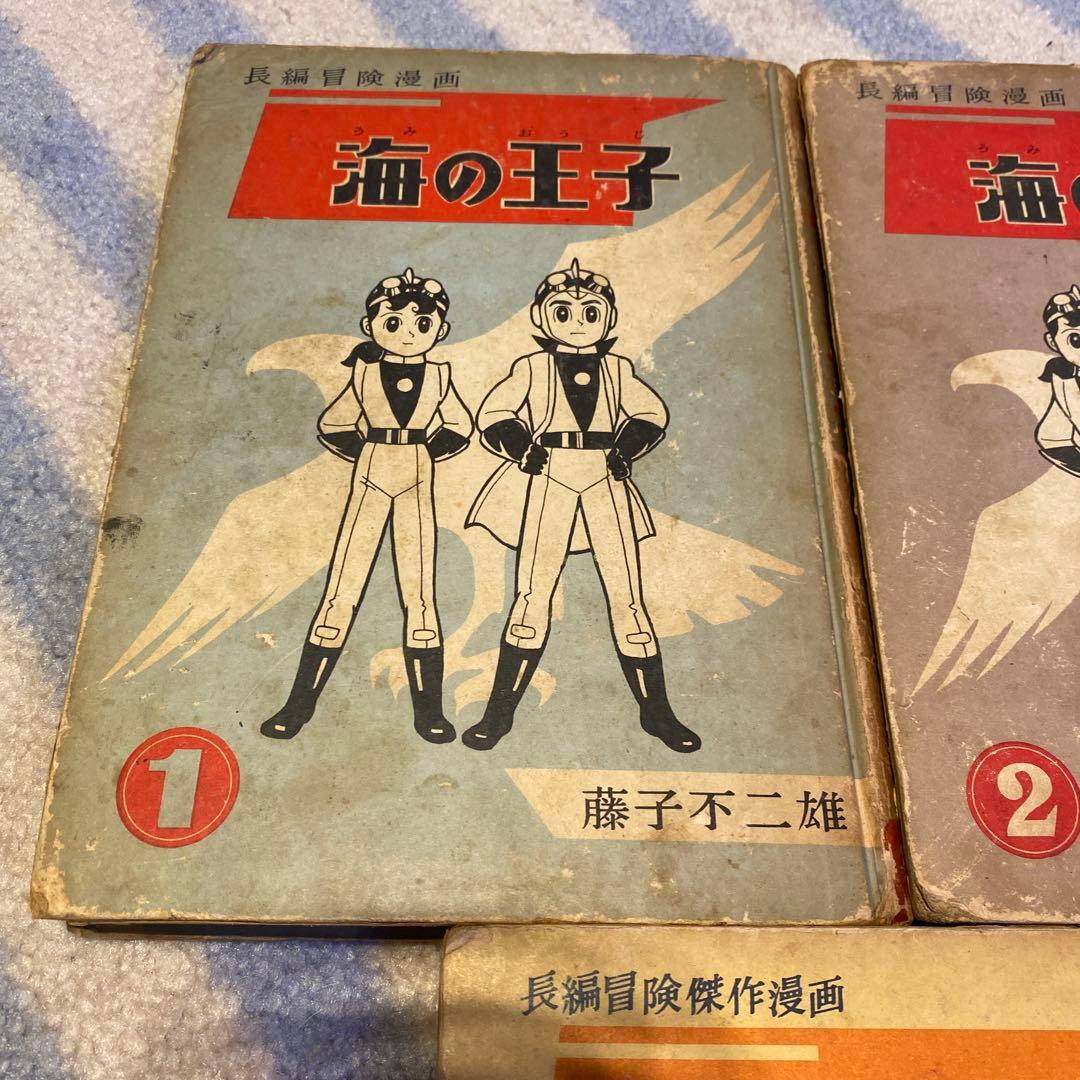 長編冒険漫画
うみ おうじ
海の王子
1
藤子不二雄
長編冒険漫画
うみ
海
2
長編冒険傑作漫画